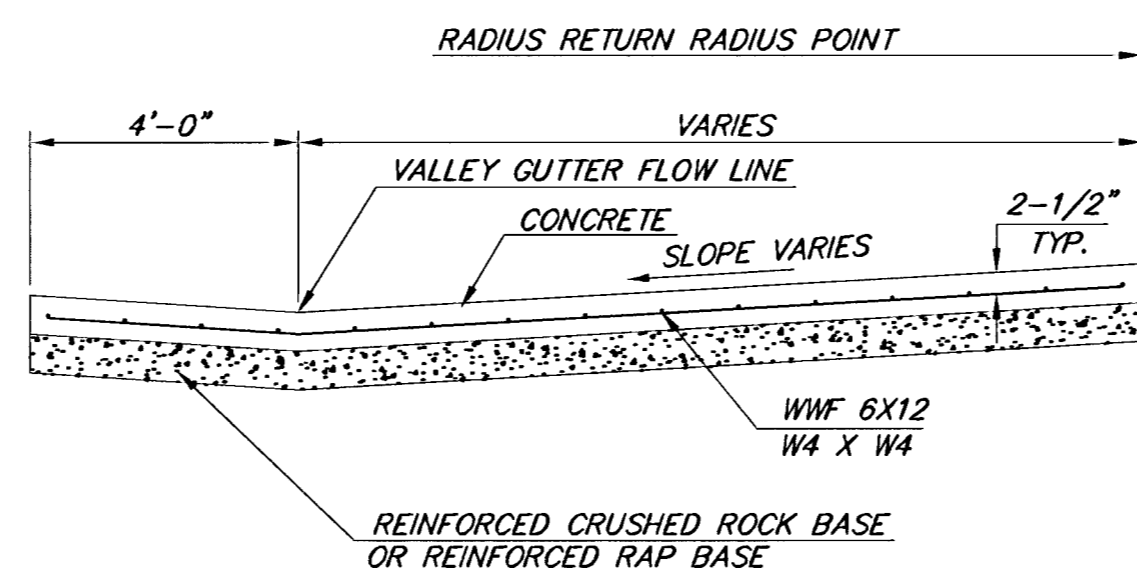 RADIUS RETURN RADIUS POINT
4'-0"
VARIES
VALLEY GUTTER FLOW LINE
CONCRETE
2-1/2"
TYP.
SLOPE VARIES
WWF 6X12
W4 X W4
REINFORCED CRUSHED ROCK BASE
OR REINFORCED RAP BASE